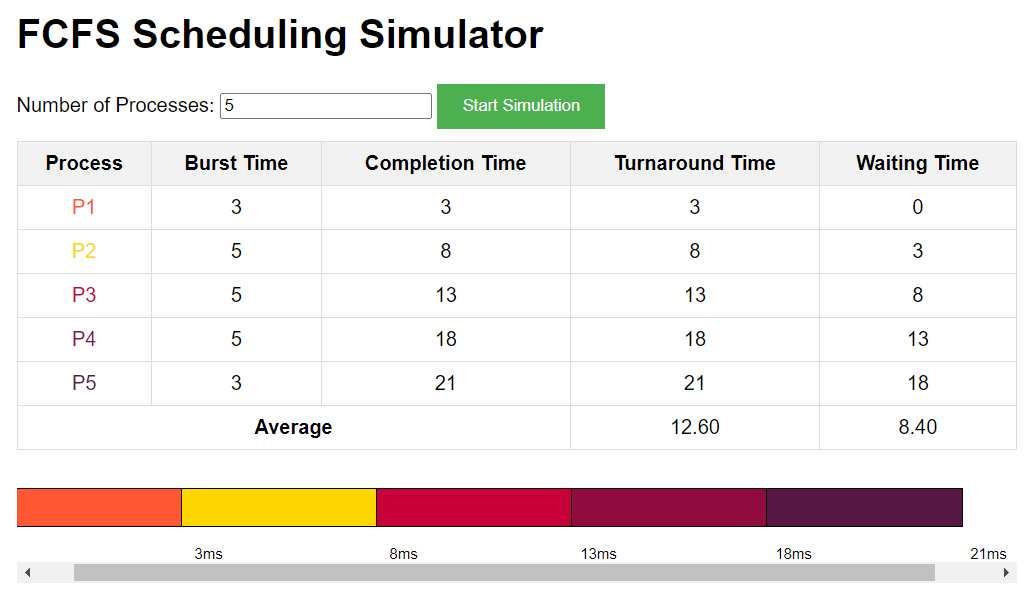 FCFS Scheduling Simulator
Number of Processes: 5 Start Simulation
Process Burst Time Completion Time Turnaround Time Waiting Time
P1 3 3 3 0
P2 5 8 8 3
P3 5 13 13 8
P4 5 18 18 13
P5 3 21 21 18
Average 12.60 8.40
3ms 8ms 13ms 18ms 21ms